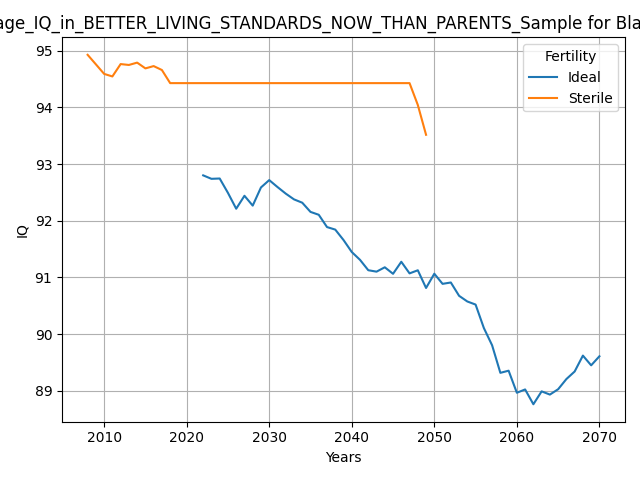 age_IQ_in_BETTER_LIVING_STANDARDS_NOW_THAN_PARENTS_Sample for Bla
Fertility
Ideal
Sterile
95
94
93
92
91
90
89
IQ
2010 2020 2030 2040 2050 2060 2070
Years